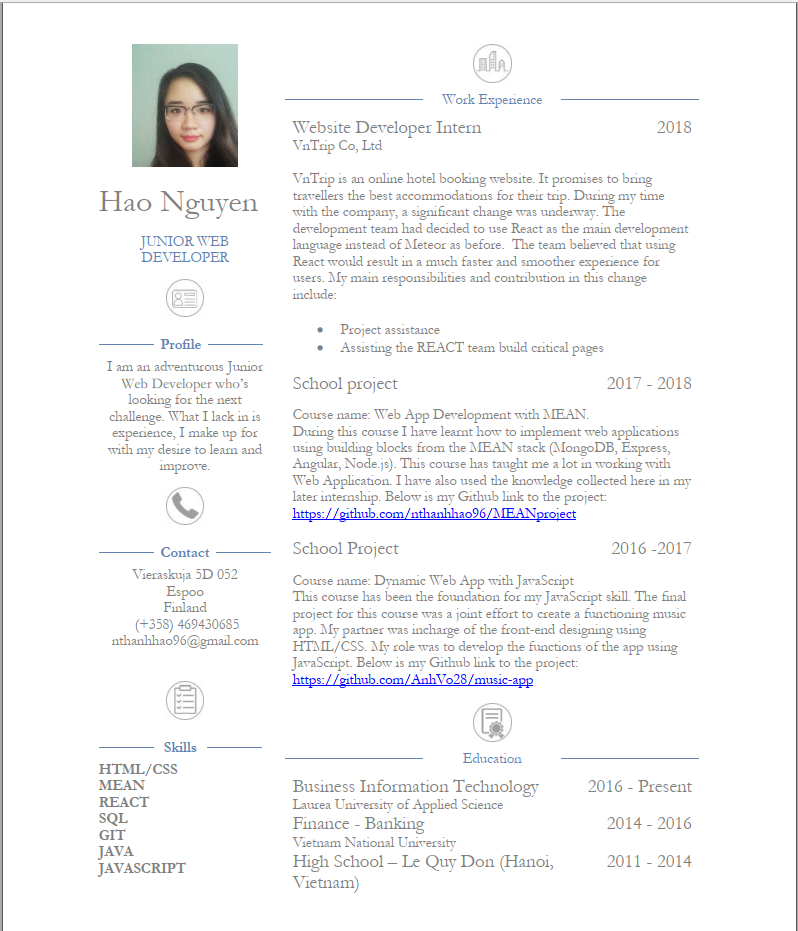 Hao Nguyen
JUNIOR WEB
DEVELOPER
Profile
I am an adventurous Junior
Web Developer who's
looking for the next
challenge. What I lack in is
experience, I make up for
with my desire to learn and
improve.
Contact
Vieraskuja 5D 052
Espoo
Finland
(+358) 469430685
nthanhhao96@gmail.com
Skills
HTML/CSS
MEAN
REACT
SQL
GIT
JAVA
JAVASCRIPT
Work Experience
Website Developer Intern 2018
VnTrip Co, Ltd
VnTrip is an online hotel booking website. It promises to bring
travellers the best accommodations for their trip. During my time
with the company, a significant change was underway. The
development team had decided to use React as the main development
language instead of Meteor as before. The team believed that using
React would result in a much faster and smoother experience for
users. My main responsibilities and contribution in this change
include:
• Project assistance
• Assisting the REACT team build critical pages
School project 2017 - 2018
Course name: Web App Development with MEAN.
During this course I have learnt how to implement web applications
using building blocks from the MEAN stack (MongoDB, Express,
Angular, Node.js). This course has taught me a lot in working with
Web Application. I have also used the knowledge collected here in my
later internship. Below is my Github link to the project:
https://github.com/nthanhhao96/MEANproject
School Project 2016 -2017
Course name: Dynamic Web App with JavaScript
This course has been the foundation for my JavaScript skill. The final
project for this course was a joint effort to create a functioning music
app. My partner was incharge of the front-end designing using
HTML/CSS. My role was to develop the functions of the app using
JavaScript. Below is my Github link to the project:
https://github.com/AnhVo28/music-app
Education
Business Information Technology 2016 - Present
Laurea University of Applied Science
Finance - Banking 2014 - 2016
Vietnam National University
High School – Le Quy Don (Hanoi, 2011 - 2014
Vietnam)